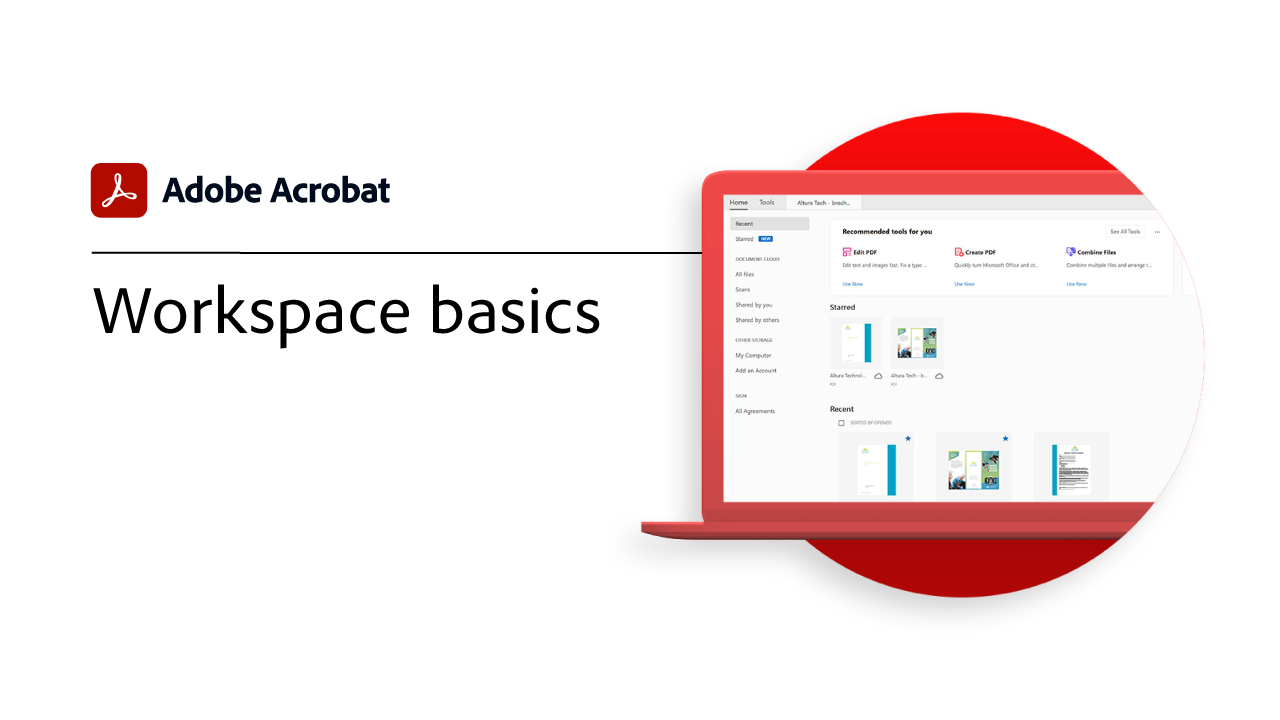 Adobe Acrobat
Workspace basics
Home Tools Altura Tech - broch...
Recent
Starred NEW
DOCUMENT CLOUD
All files
Scans
Shared by you
Shared by others
OTHER STORAGE
My Computer
Add an Account
SIGN
All Agreements
Recommended tools for you See All Tools ...
Edit PDF Create PDF Combine Files
Edit text and images fast. Fix a typo ... Quickly turn Microsoft Office and ot... Combine multiple files and arrange t...
Use Now Use Now Use Now
Starred
Altura Technol... Altura Tech - b...
PDF PDF
Recent
SORTED BY OPENED